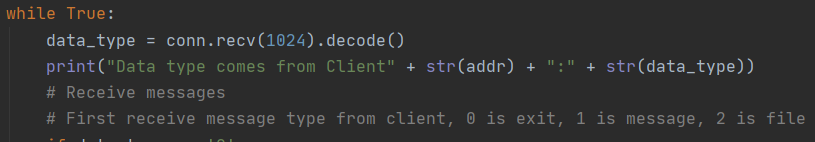 while True:
data_type = conn.recv(1024).decode()
print("Data type comes from Client" + str(addr) + ":" + str(data_type))
# Receive messages
# First receive message type from client, 0 is exit, 1 is message, 2 is file